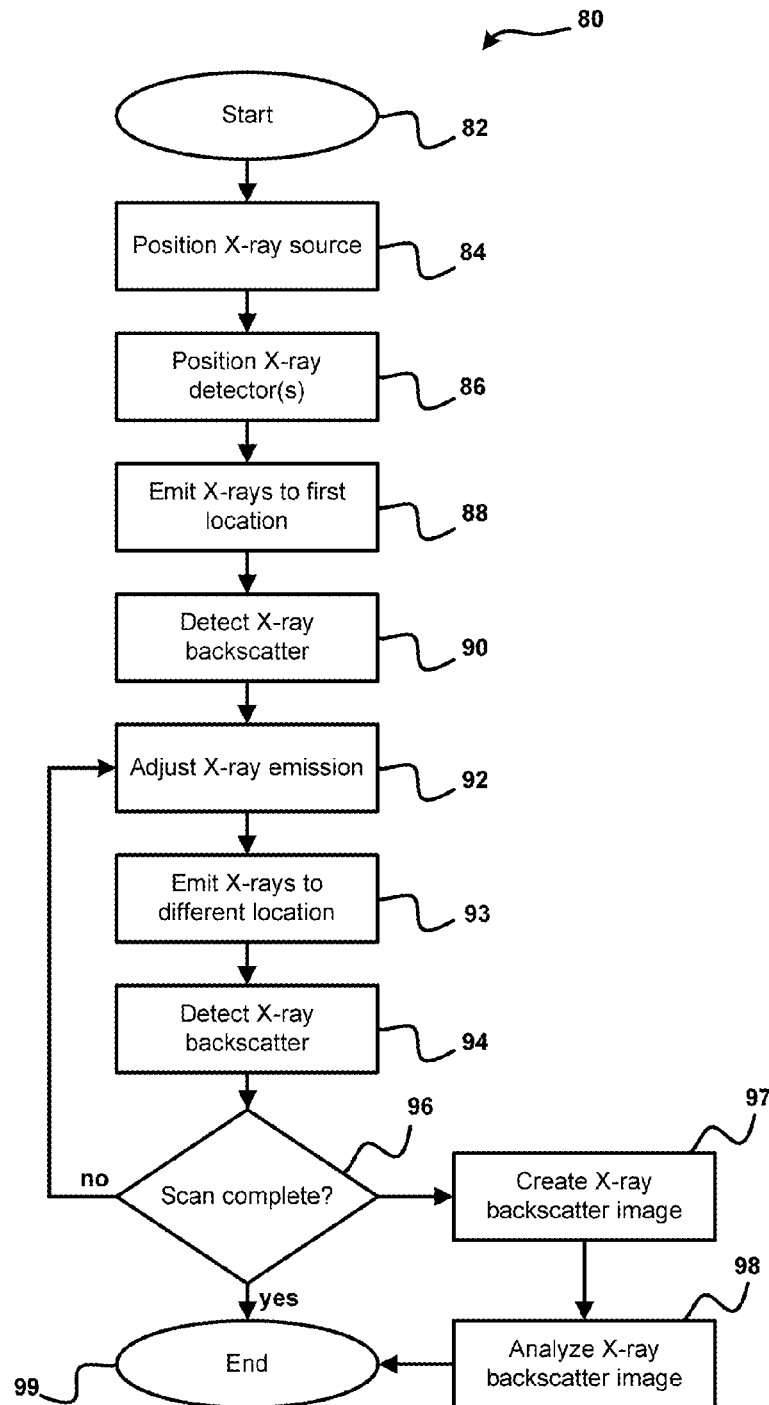 80
Start
82
Position X-ray source
84
Position X-ray
detector(s)
86
Emit X-rays to first
location
88
Detect X-ray
backscatter
90
Adjust X-ray emission
92
Emit X-rays to
different location
93
Detect X-ray
backscatter
94
96
97
no
Scan complete?
Create X-ray
backscatter image
yes
98
End
Analyze X-ray
backscatter image
99